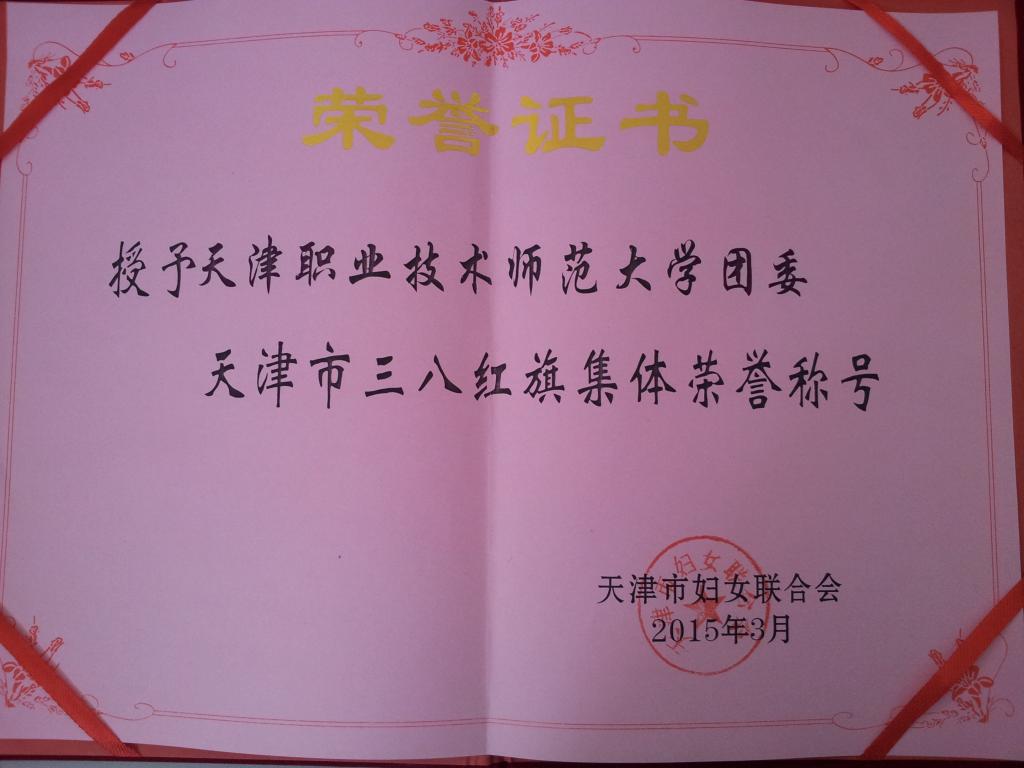 荣誉证书
授予天津职业技术师范大学团委
天津市三八红旗集体荣誉称号
天津市妇女联合会
2015年3月